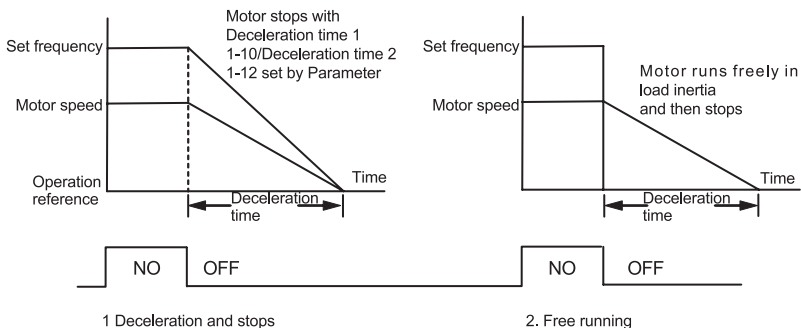 Set frequency
Motor speed
Operation
reference
Motor stops with
Deceleration time 1
1-10/Deceleration time 2
1-12 set by Parameter
Time
Deceleration
time
NO OFF
1 Deceleration and stops
Set frequency
Motor speed
Motor runs freely in
load inertia
and then stops
Time
Deceleration
time
NO OFF
2. Free running